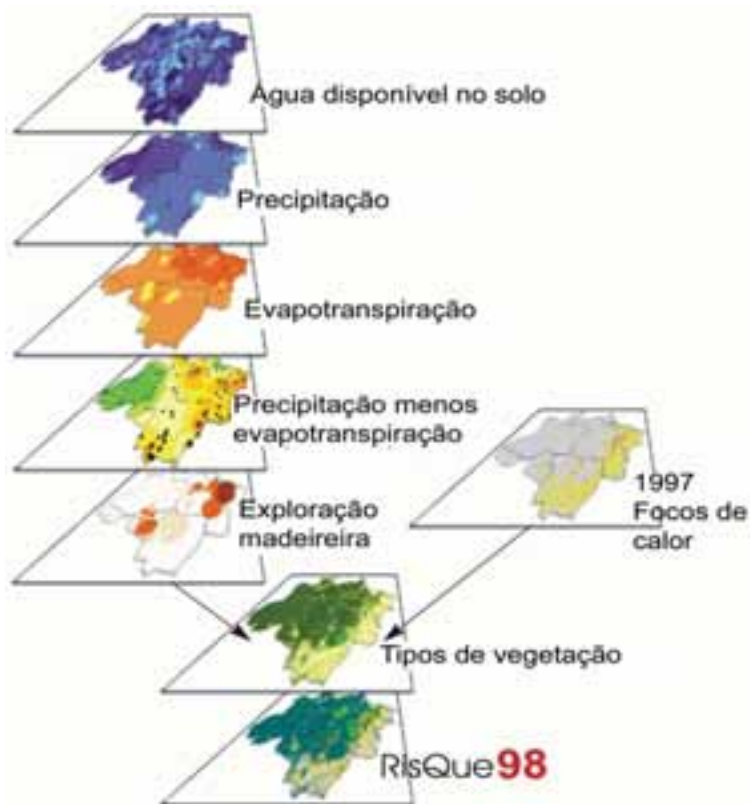 Água disponível no solo
Precipitação
Evapotranspiração
Precipitação menos
evapotranspiração
Exploração
madeireira
1997
Focos de
calor
Tipos de vegetação
RisQue98